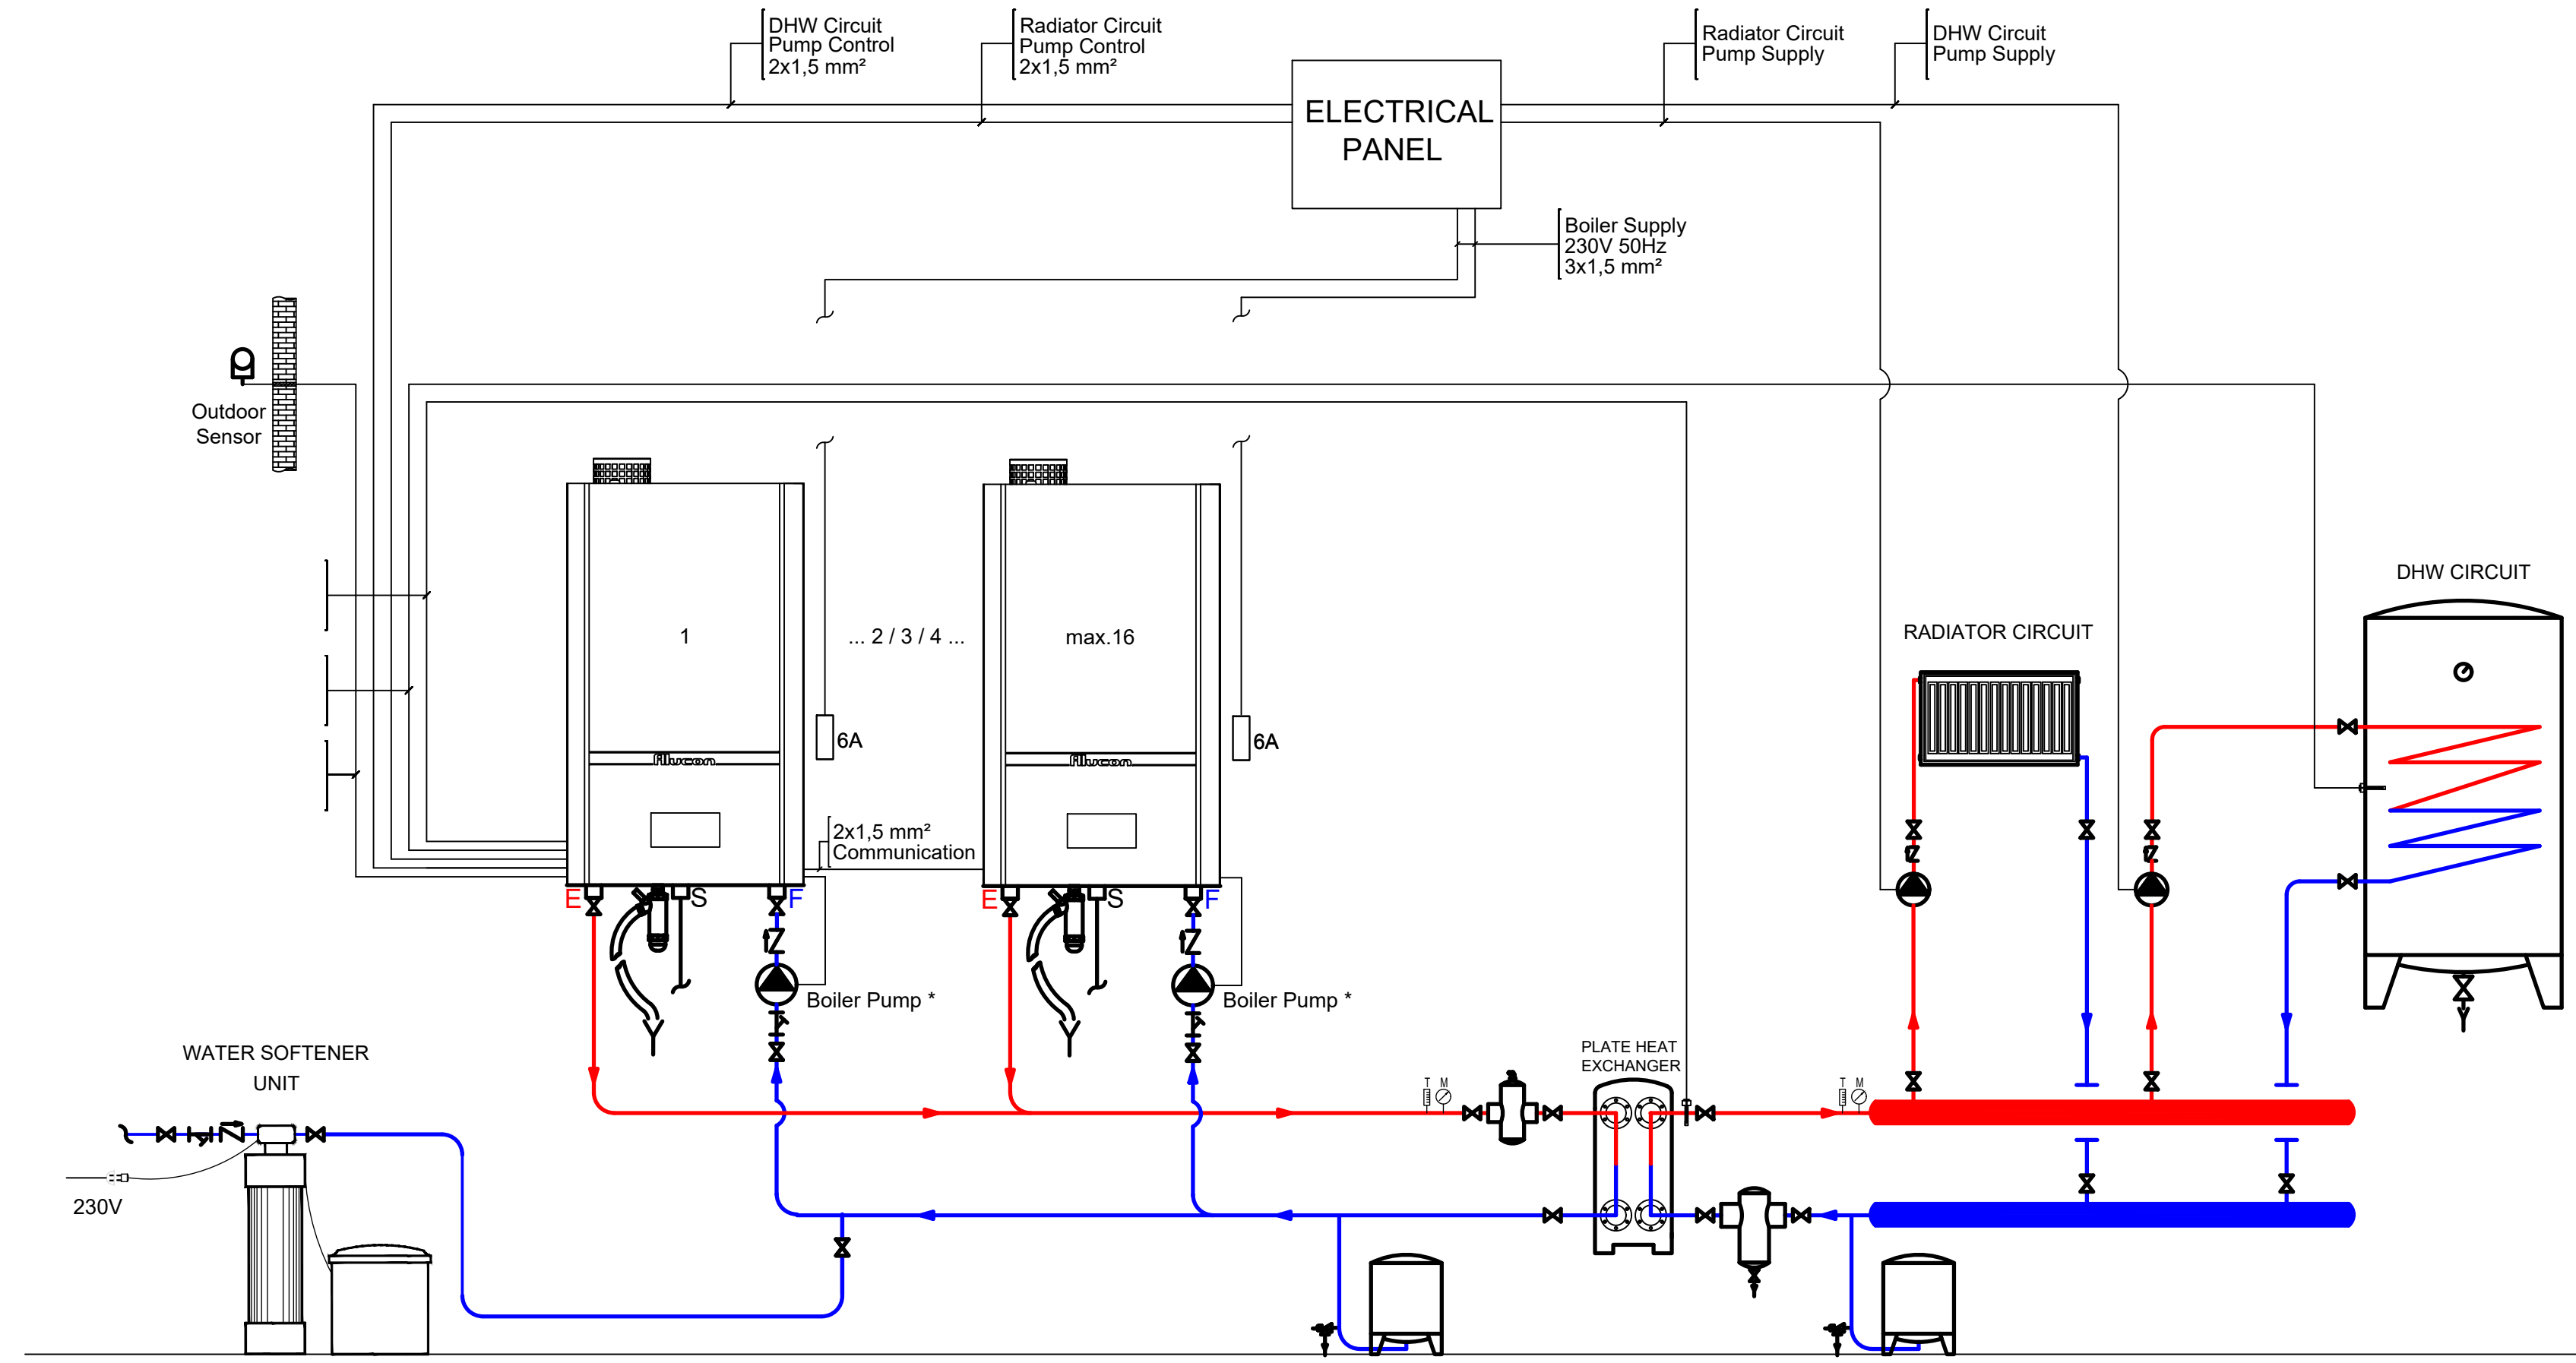 DHW Circuit
Pump Control
2x1,5 mm²
Radiator Circuit
Pump Control
2x1,5 mm²
Radiator Circuit
Pump Supply
DHW Circuit
Pump Supply
ELECTRICAL
PANEL
Boiler Supply
230V 50Hz
3x1,5 mm²
Outdoor
Sensor
DHW CIRCUIT
RADIATOR CIRCUIT
1
... 2 / 3 / 4 ...
max.16
6A
6A
2x1,5 mm²
Communication
E
S
F
E
S
F
Boiler Pump *
Boiler Pump *
WATER SOFTENER
UNIT
PLATE HEAT
EXCHANGER
T M
T M
230V